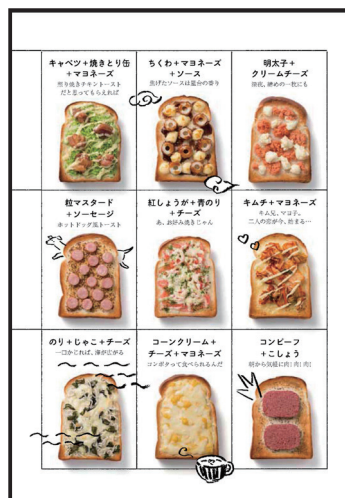 キャベツ＋焼きとり缶
＋マヨネーズ
照り焼きチキントースト
だと思ってもらえれば
ちくわ＋マヨネーズ
＋ソース
焦げたソースは屋台の香り
明太子＋
クリームチーズ
深夜、締めの一枚にも
粒マスタード
＋ソーセージ
ホットドッグ風トースト
紅しょうが＋青のり
＋チーズ
あ、お好み焼きじゃん
キムチ＋マヨネーズ
キム兄、マヨ子。
二人の恋が今、始まる…
のり＋じゃこ＋チーズ
一口かじれば、海が広がる
コーンクリーム＋
チーズ＋マヨネーズ
コンポタって食べられるんだ
コンビーフ
＋こしょう
朝から気軽に肉！肉！肉！